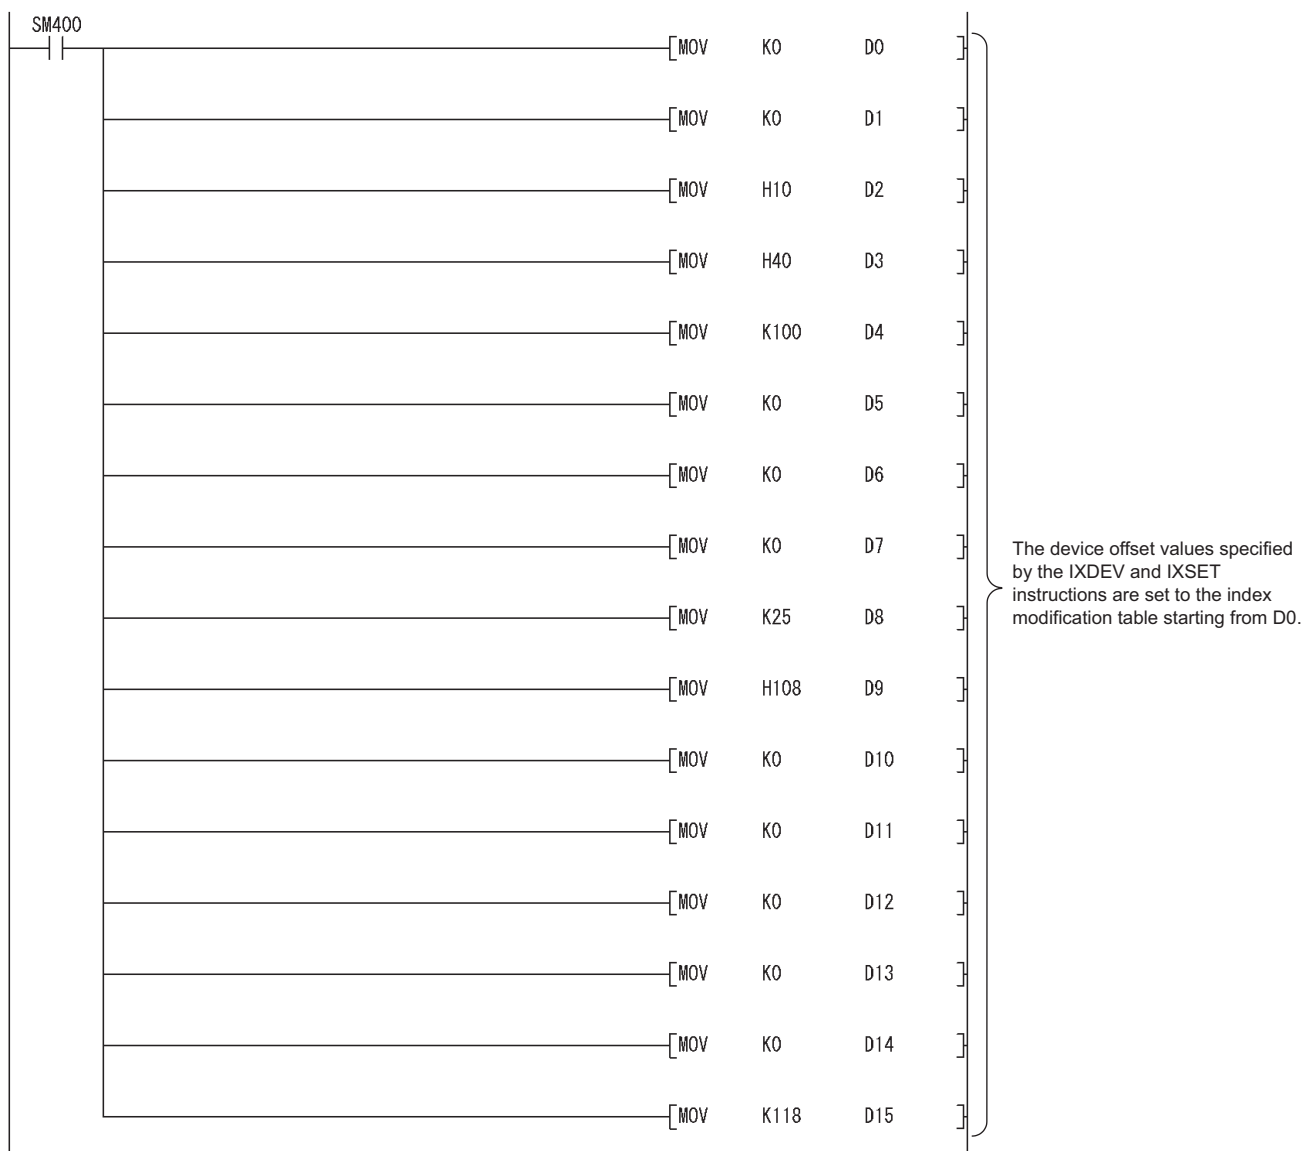 SM400
MOV K0 D0
MOV K0 D1
MOV H10 D2
MOV H40 D3
MOV K100 D4
MOV K0 D5
MOV K0 D6
MOV K0 D7
MOV K25 D8
MOV H108 D9
MOV K0 D10
MOV K0 D11
MOV K0 D12
MOV K0 D13
MOV K0 D14
MOV K118 D15
The device offset values specified
by the IXDEV and IXSET
instructions are set to the index
modification table starting from D0.